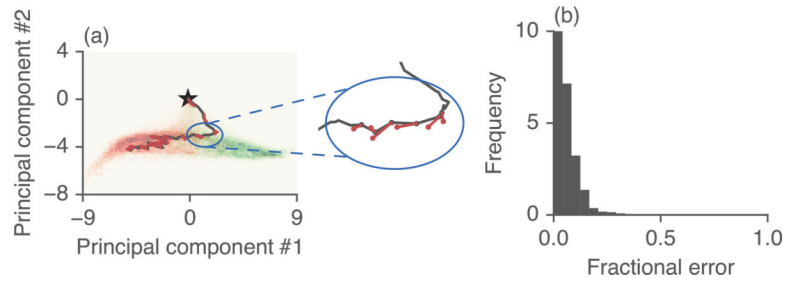 (a)
Principal component #2
4
0
−4
−8
−9
0
9
Principal component #1
(b)
Frequency
10
5
0
0.0
0.5
1.0
Fractional error